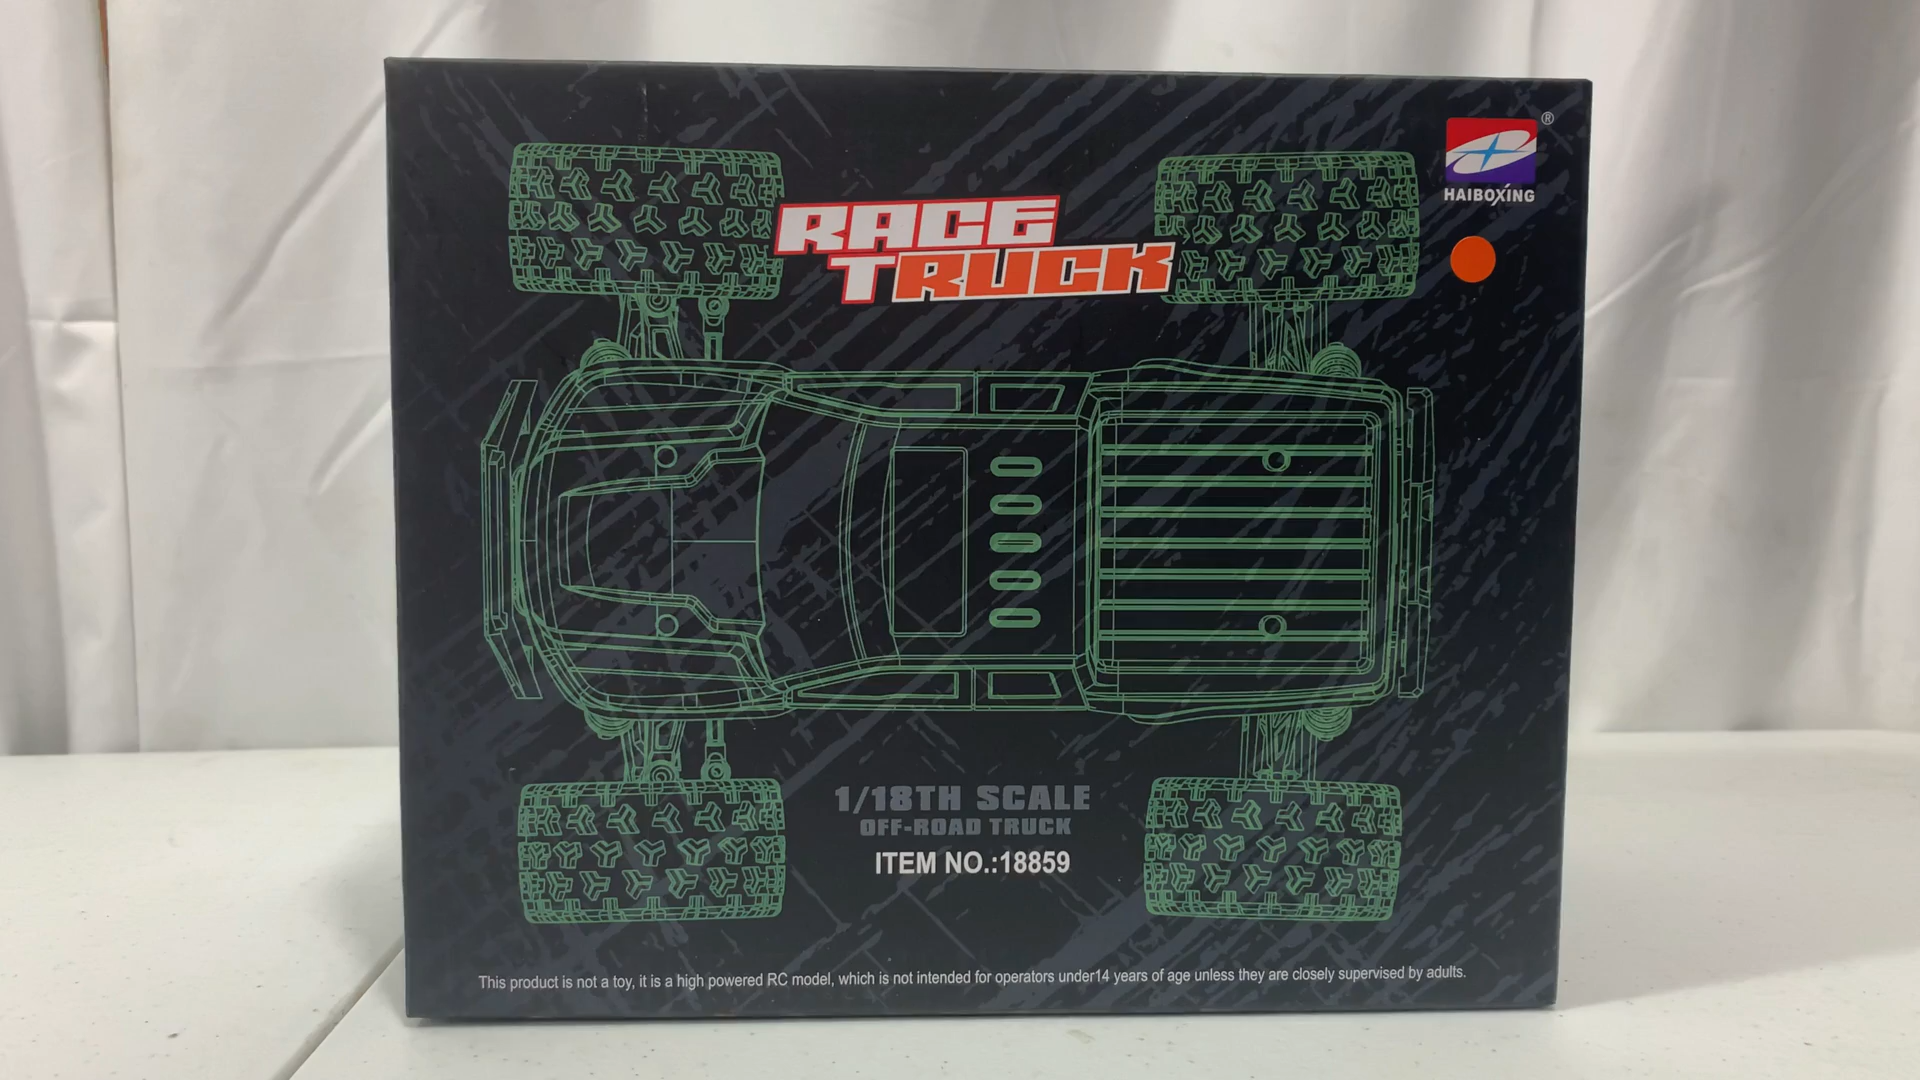 ®
HAIBOXING
RACE
TRUCK
1/18TH SCALE
OFF-ROAD TRUCK
ITEM NO.:18859
This product is not a toy, it is a high powered RC model, which is not intended for operators under14 years of age unless they are closely supervised by adults.